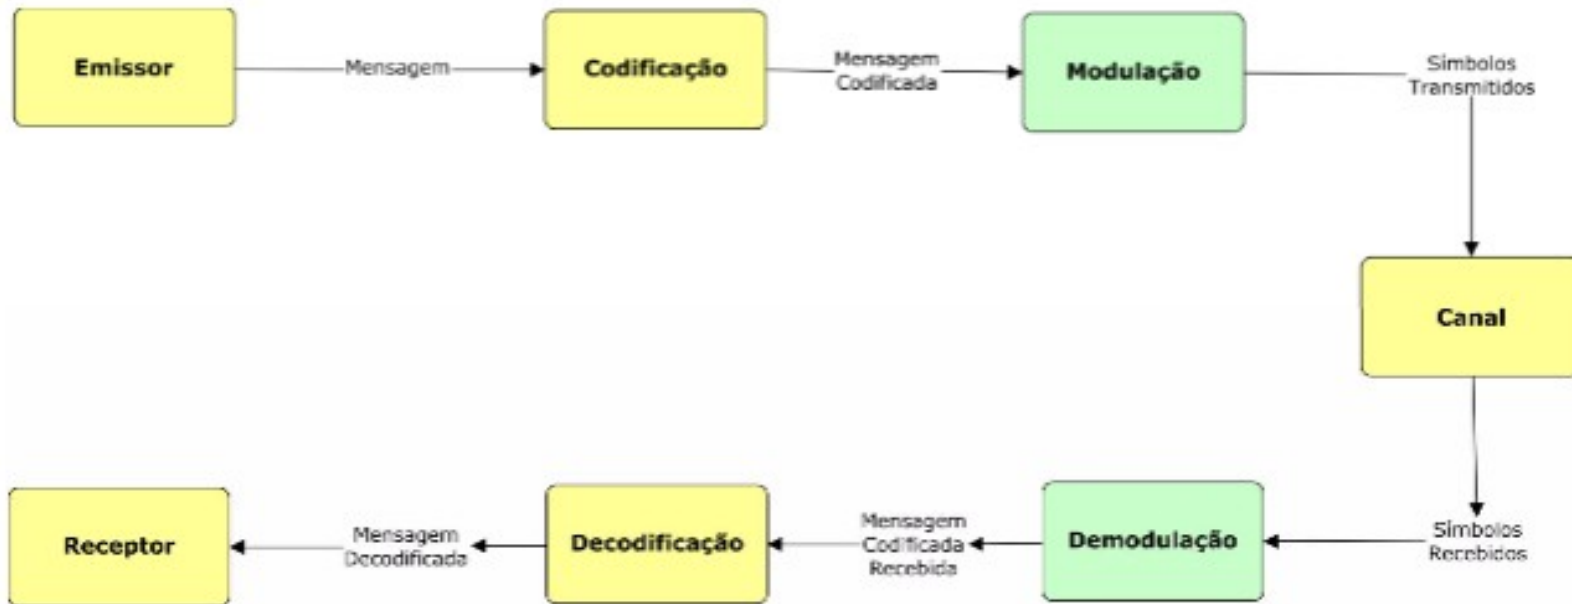 Emissor
Mensagem
Codificação
Mensagem
Codificada
Modulação
Símbolos
Transmitidos
Canal
Símbolos
Recebidos
Demodulação
Mensagem
Codificada
Recebida
Decodificação
Mensagem
Decodificada
Receptor